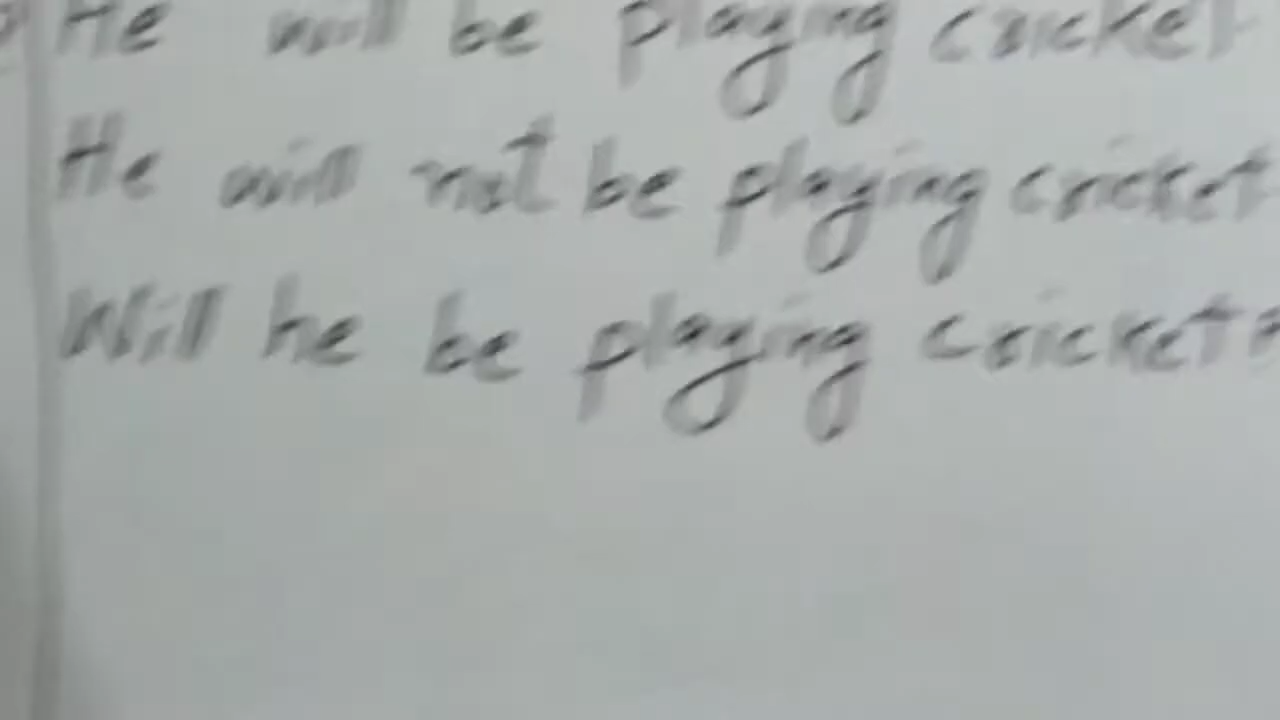 He will be playing cricket
He will not be playing cricket
Will he be playing cricket?